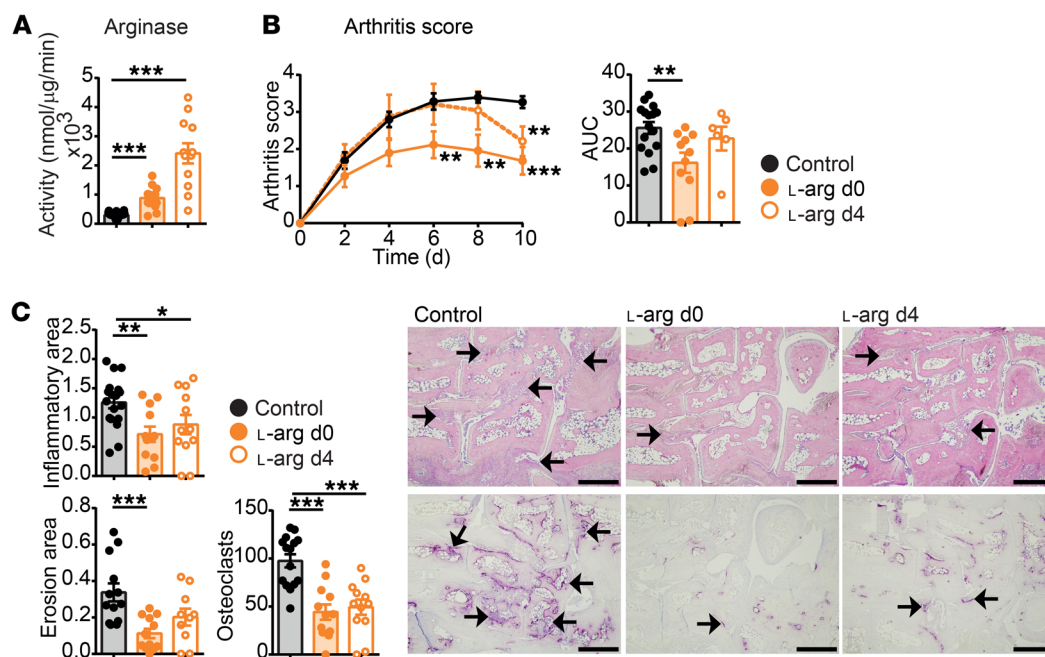 A Arginase
Activity (nmol/μg/min)
x10³
5
4
3
2
1
0
***
***
B Arthritis score
Arthritis score
4
3
2
1
0
0 2 4 6 8 10
Time (d)
**
**
**
***
AUC
40
30
20
10
0
**
Control
L-arg d0
L-arg d4
C
Inflammatory area
2.5
2.0
1.5
1.0
0.5
0.0
*
**
Control
L-arg d0
L-arg d4
Erosion area
0.8
0.6
0.4
0.2
0.0
***
Osteoclasts
150
100
50
0
***
***
Control L-arg d0 L-arg d4